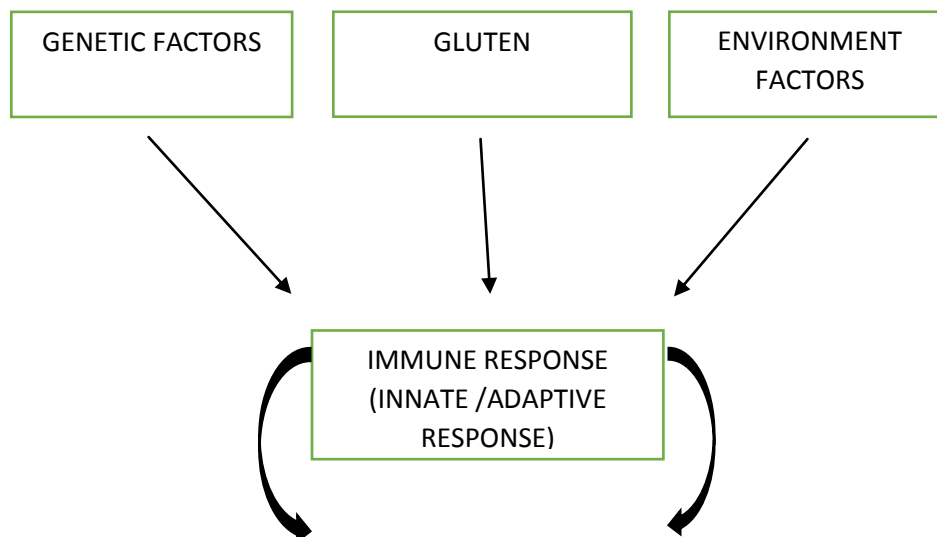 GENETIC FACTORS
GLUTEN
ENVIRONMENT
FACTORS
IMMUNE RESPONSE
(INNATE /ADAPTIVE
RESPONSE)